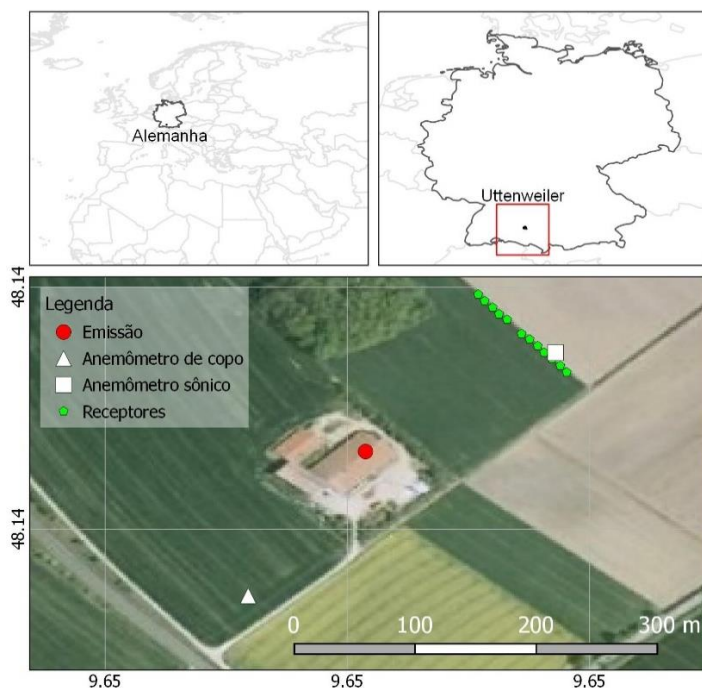 Alemanha
Uttenweiler
48.14
Legenda
Emissão
Anemômetro de copo
Anemômetro sônico
Receptores
48.14
0 100 200 300 m
9.65 9.65 9.65